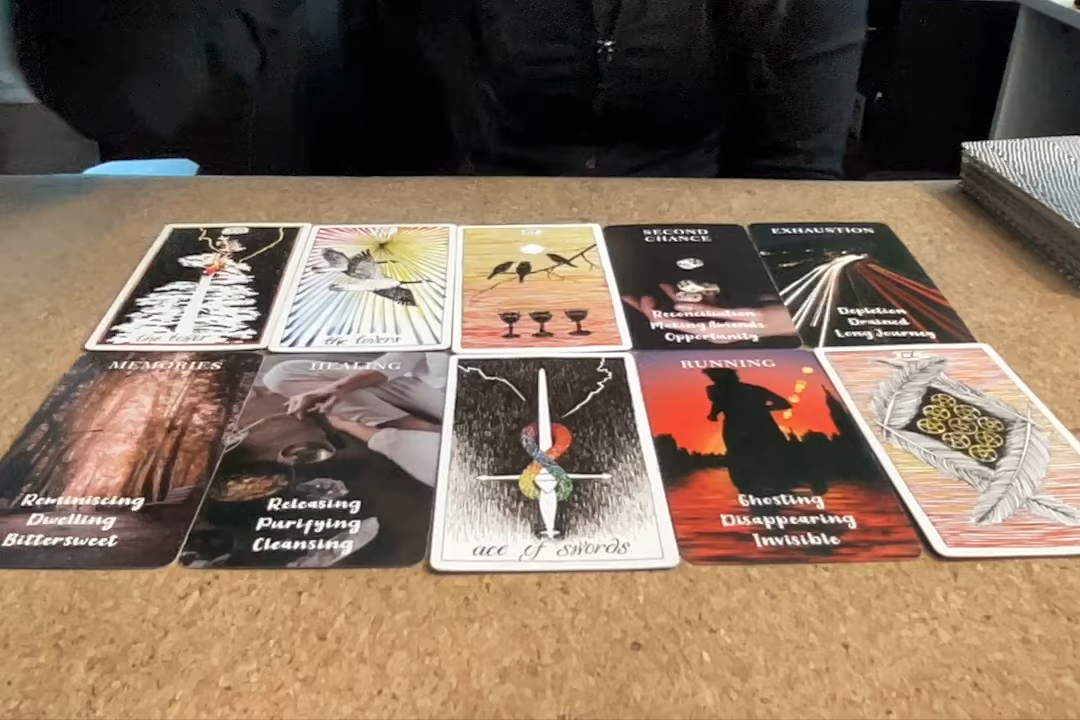 the tower
the lovers
SECOND
CHANCE
Reconciliation
Making Amends
Opportunity
EXHAUSTION
Depletion
Drained
Long Journey
MEMORIES
Reminiscing
Dwelling
Bittersweet
HEALING
Releasing
Purifying
Cleansing
ace of swords
RUNNING
Ghosting
Disappearing
Invisible